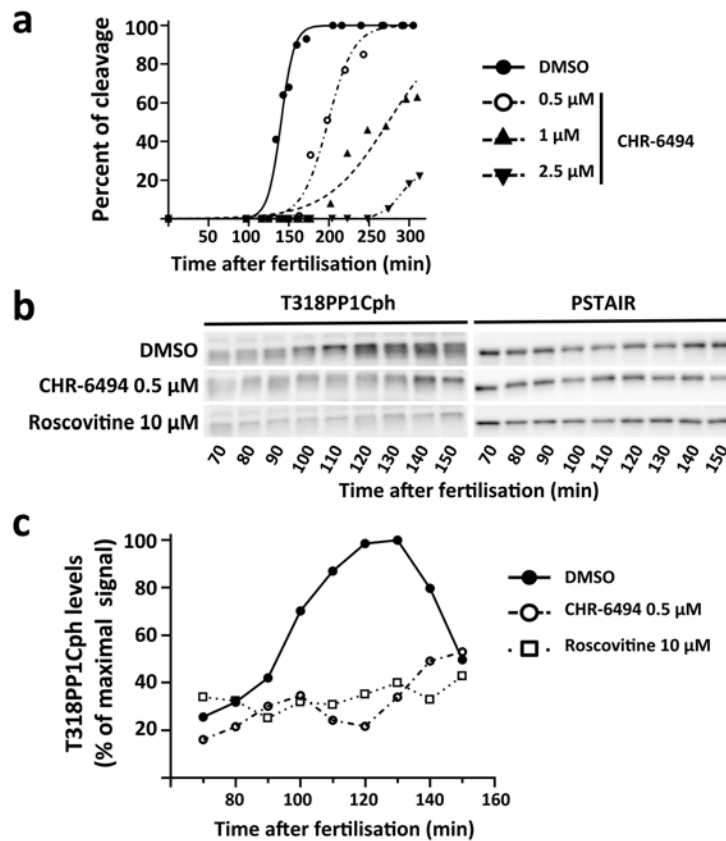 a
Percent of cleavage
100
80
60
40
20
50 100 150 200 250 300
Time after fertilisation (min)
DMSO
0.5 µM
1 µM
2.5 µM
CHR-6494
b
T318PP1Cph PSTAIR
DMSO
CHR-6494 0.5 µM
Roscovitine 10 µM
70 80 90 100 110 120 130 140 150 70 80 90 100 110 120 130 140 150
Time after fertilisation (min)
c
T318PP1Cph levels
(% of maximal signal)
100
80
60
40
20
80 100 120 140 160
Time after fertilisation (min)
DMSO
CHR-6494 0.5 µM
Roscovitine 10 µM